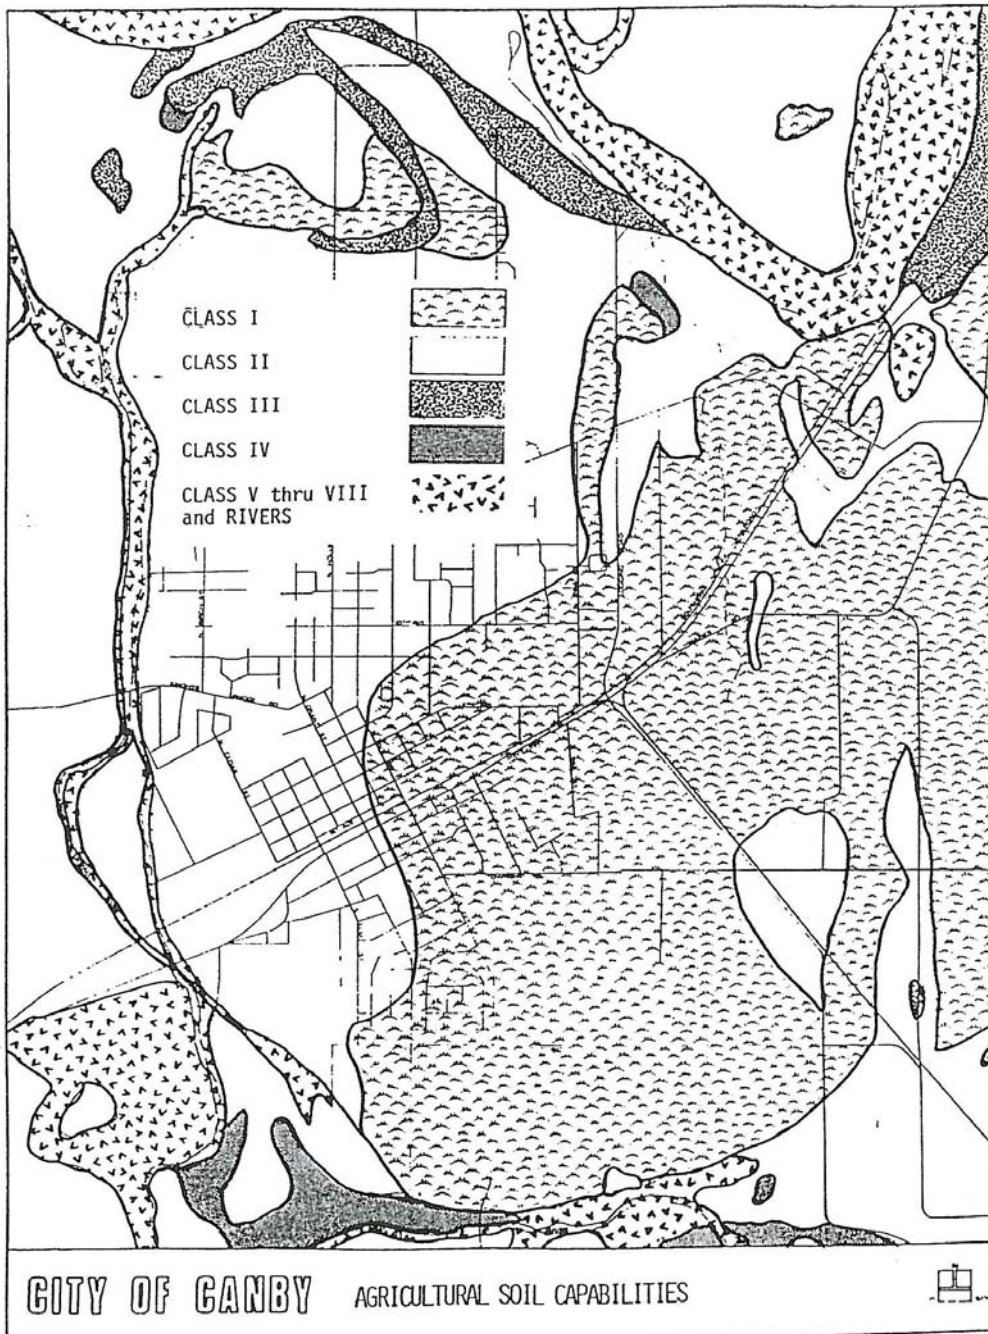 CLASS I
CLASS II
CLASS III
CLASS IV
CLASS V thru VIII
and RIVERS
CITY OF CANBY
AGRICULTURAL SOIL CAPABILITIES